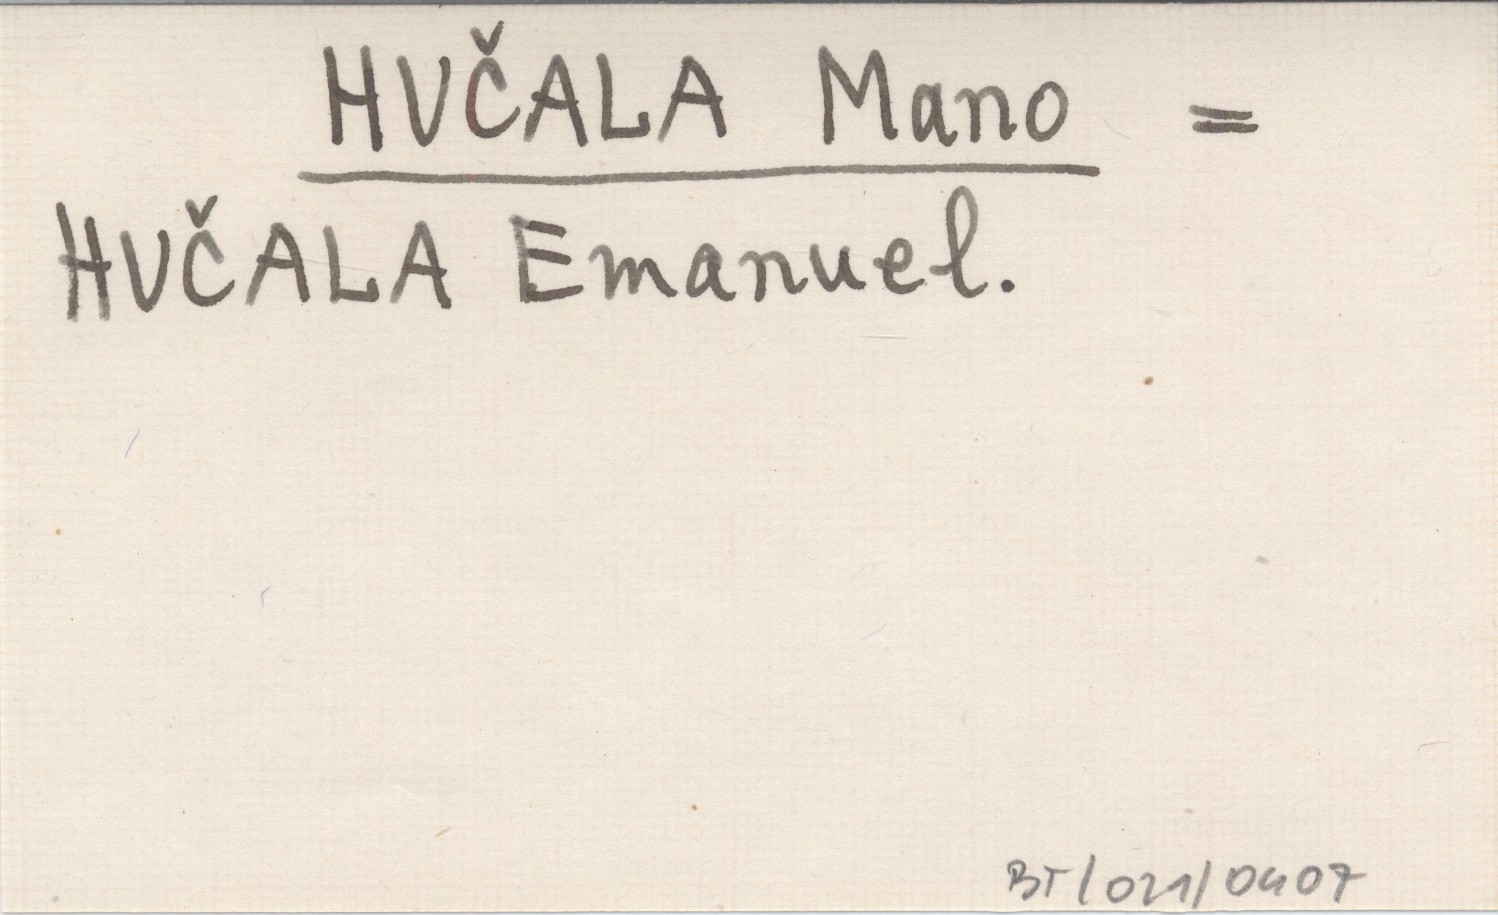 HUČALA Mano =
HUČALA Emanuel.
BT/021/0407